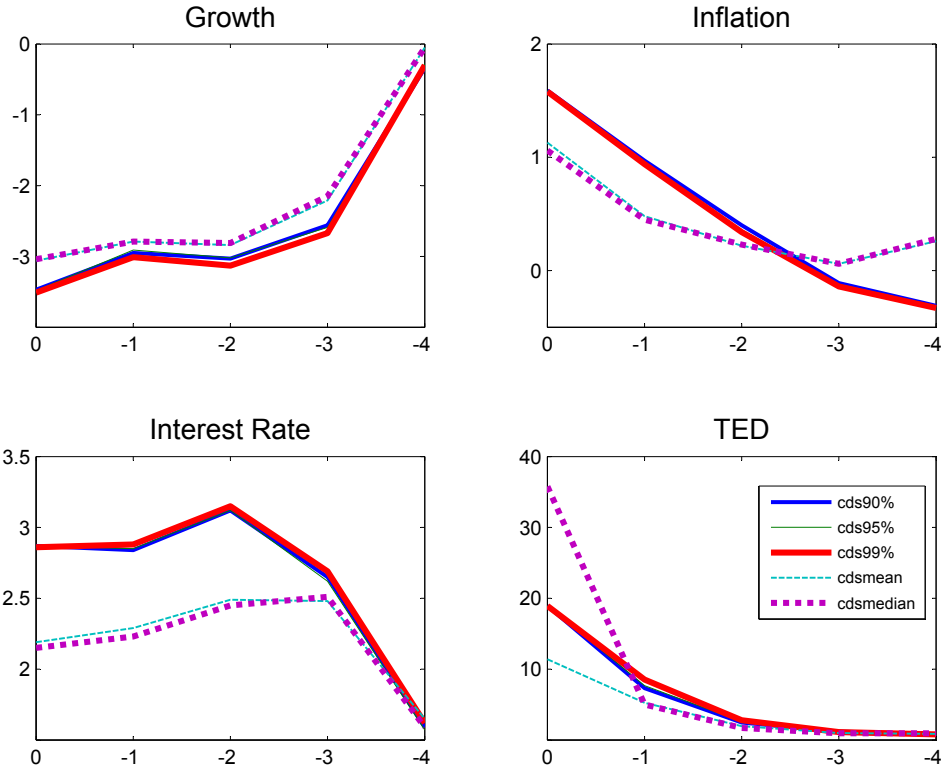 Growth
0
-1
-2
-3
0 -1 -2 -3 -4
Inflation
2
1
0
0 -1 -2 -3 -4
Interest Rate
3.5
3
2.5
2
0 -1 -2 -3 -4
TED
40
30
20
10
0 -1 -2 -3 -4
cds90%
cds95%
cds99%
cdsmean
cdsmedian